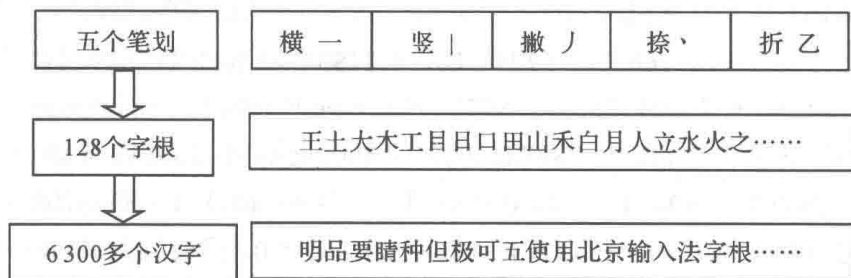 五个笔划 横 一 竖 丨 撇 丿 捺 丶 折 乙
128个字根 王土大木工目日口田山禾白月人立水火之……
6300多个汉字 明品要睛种但极可五使用北京输入法字根……